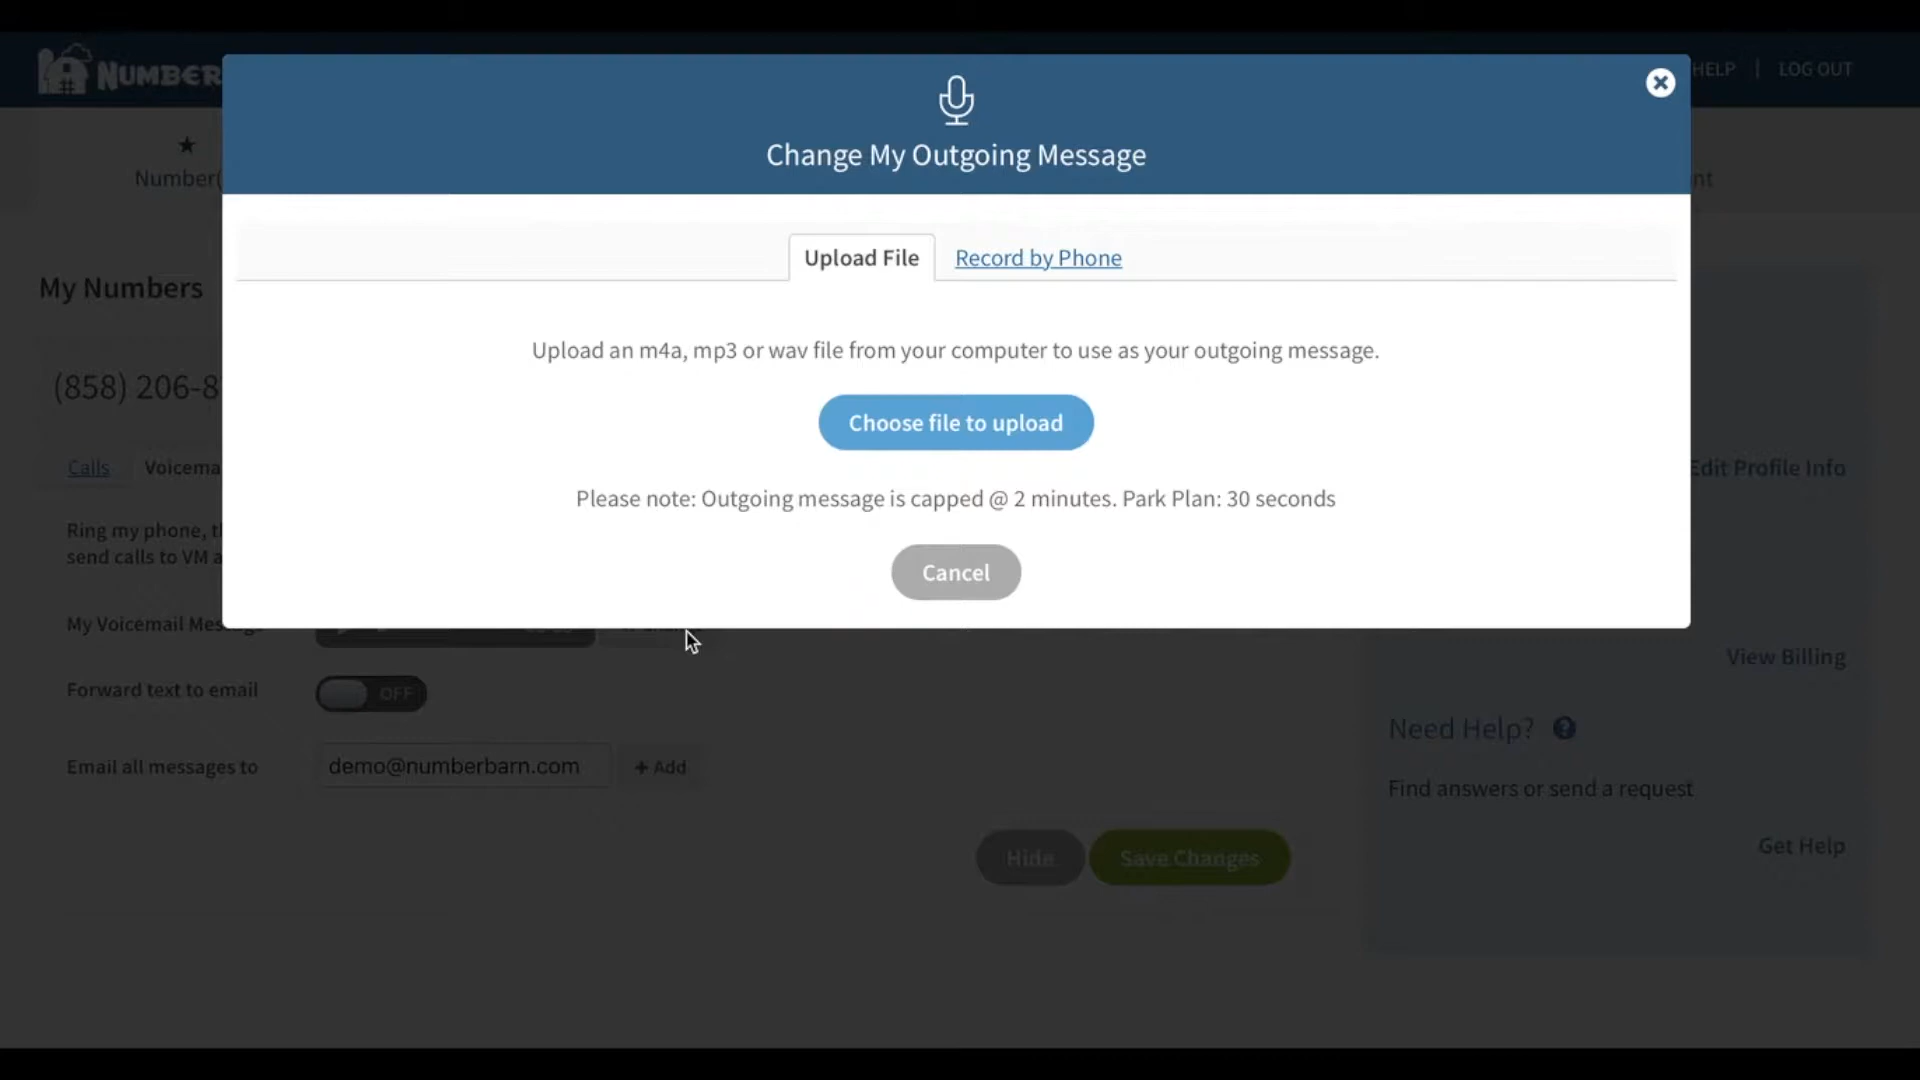 NUMBER
HELP | LOG OUT
Change My Outgoing Message
Number(
nt
Upload File
Record by Phone
My Numbers
Upload an m4a, mp3 or wav file from your computer to use as your outgoing message.
(858) 206-8
Choose file to upload
Calls
Voicema
Edit Profile Info
Please note: Outgoing message is capped @ 2 minutes. Park Plan: 30 seconds
Ring my phone, t
send calls to VM a
Cancel
My Voicemail Message
View Billing
Forward text to email
OFF
Need Help? ?
Email all messages to
demo@numberbarn.com
+ Add
Find answers or send a request
Hide
Save Changes
Get Help